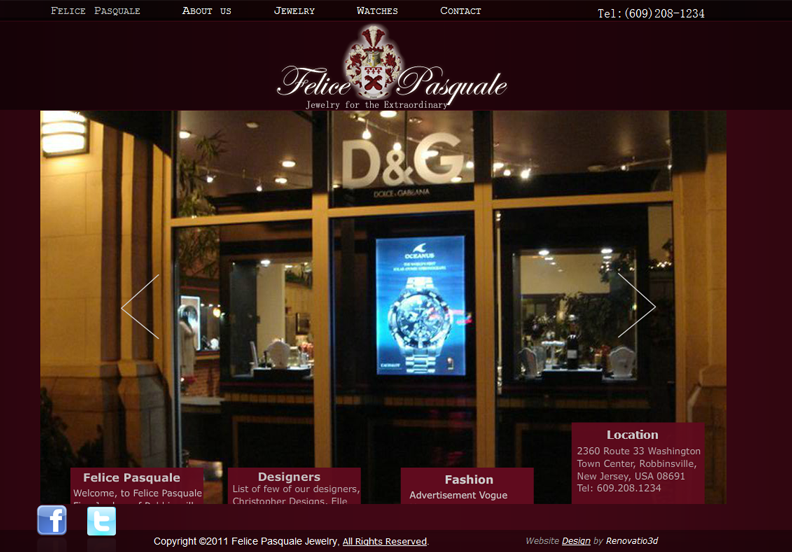 Felice Pasquale About us Jewelry Watches Contact Tel:(609)208-1234
Felice Pasquale
Jewelry for the Extraordinary
D&G
DOLCE & GABBANA
OCEANUS
Felice Pasquale
Welcome, to Felice Pasquale
Designers
List of few of our designers,
Christopher Designs, Elle
Fashion
Advertisement Vogue
Location
2360 Route 33 Washington
Town Center, Robbinsville,
New Jersey, USA 08691
Tel: 609.208.1234
f
t
Copyright ©2011 Felice Pasquale Jewelry, All Rights Reserved.
Website Design by Renovatio3d